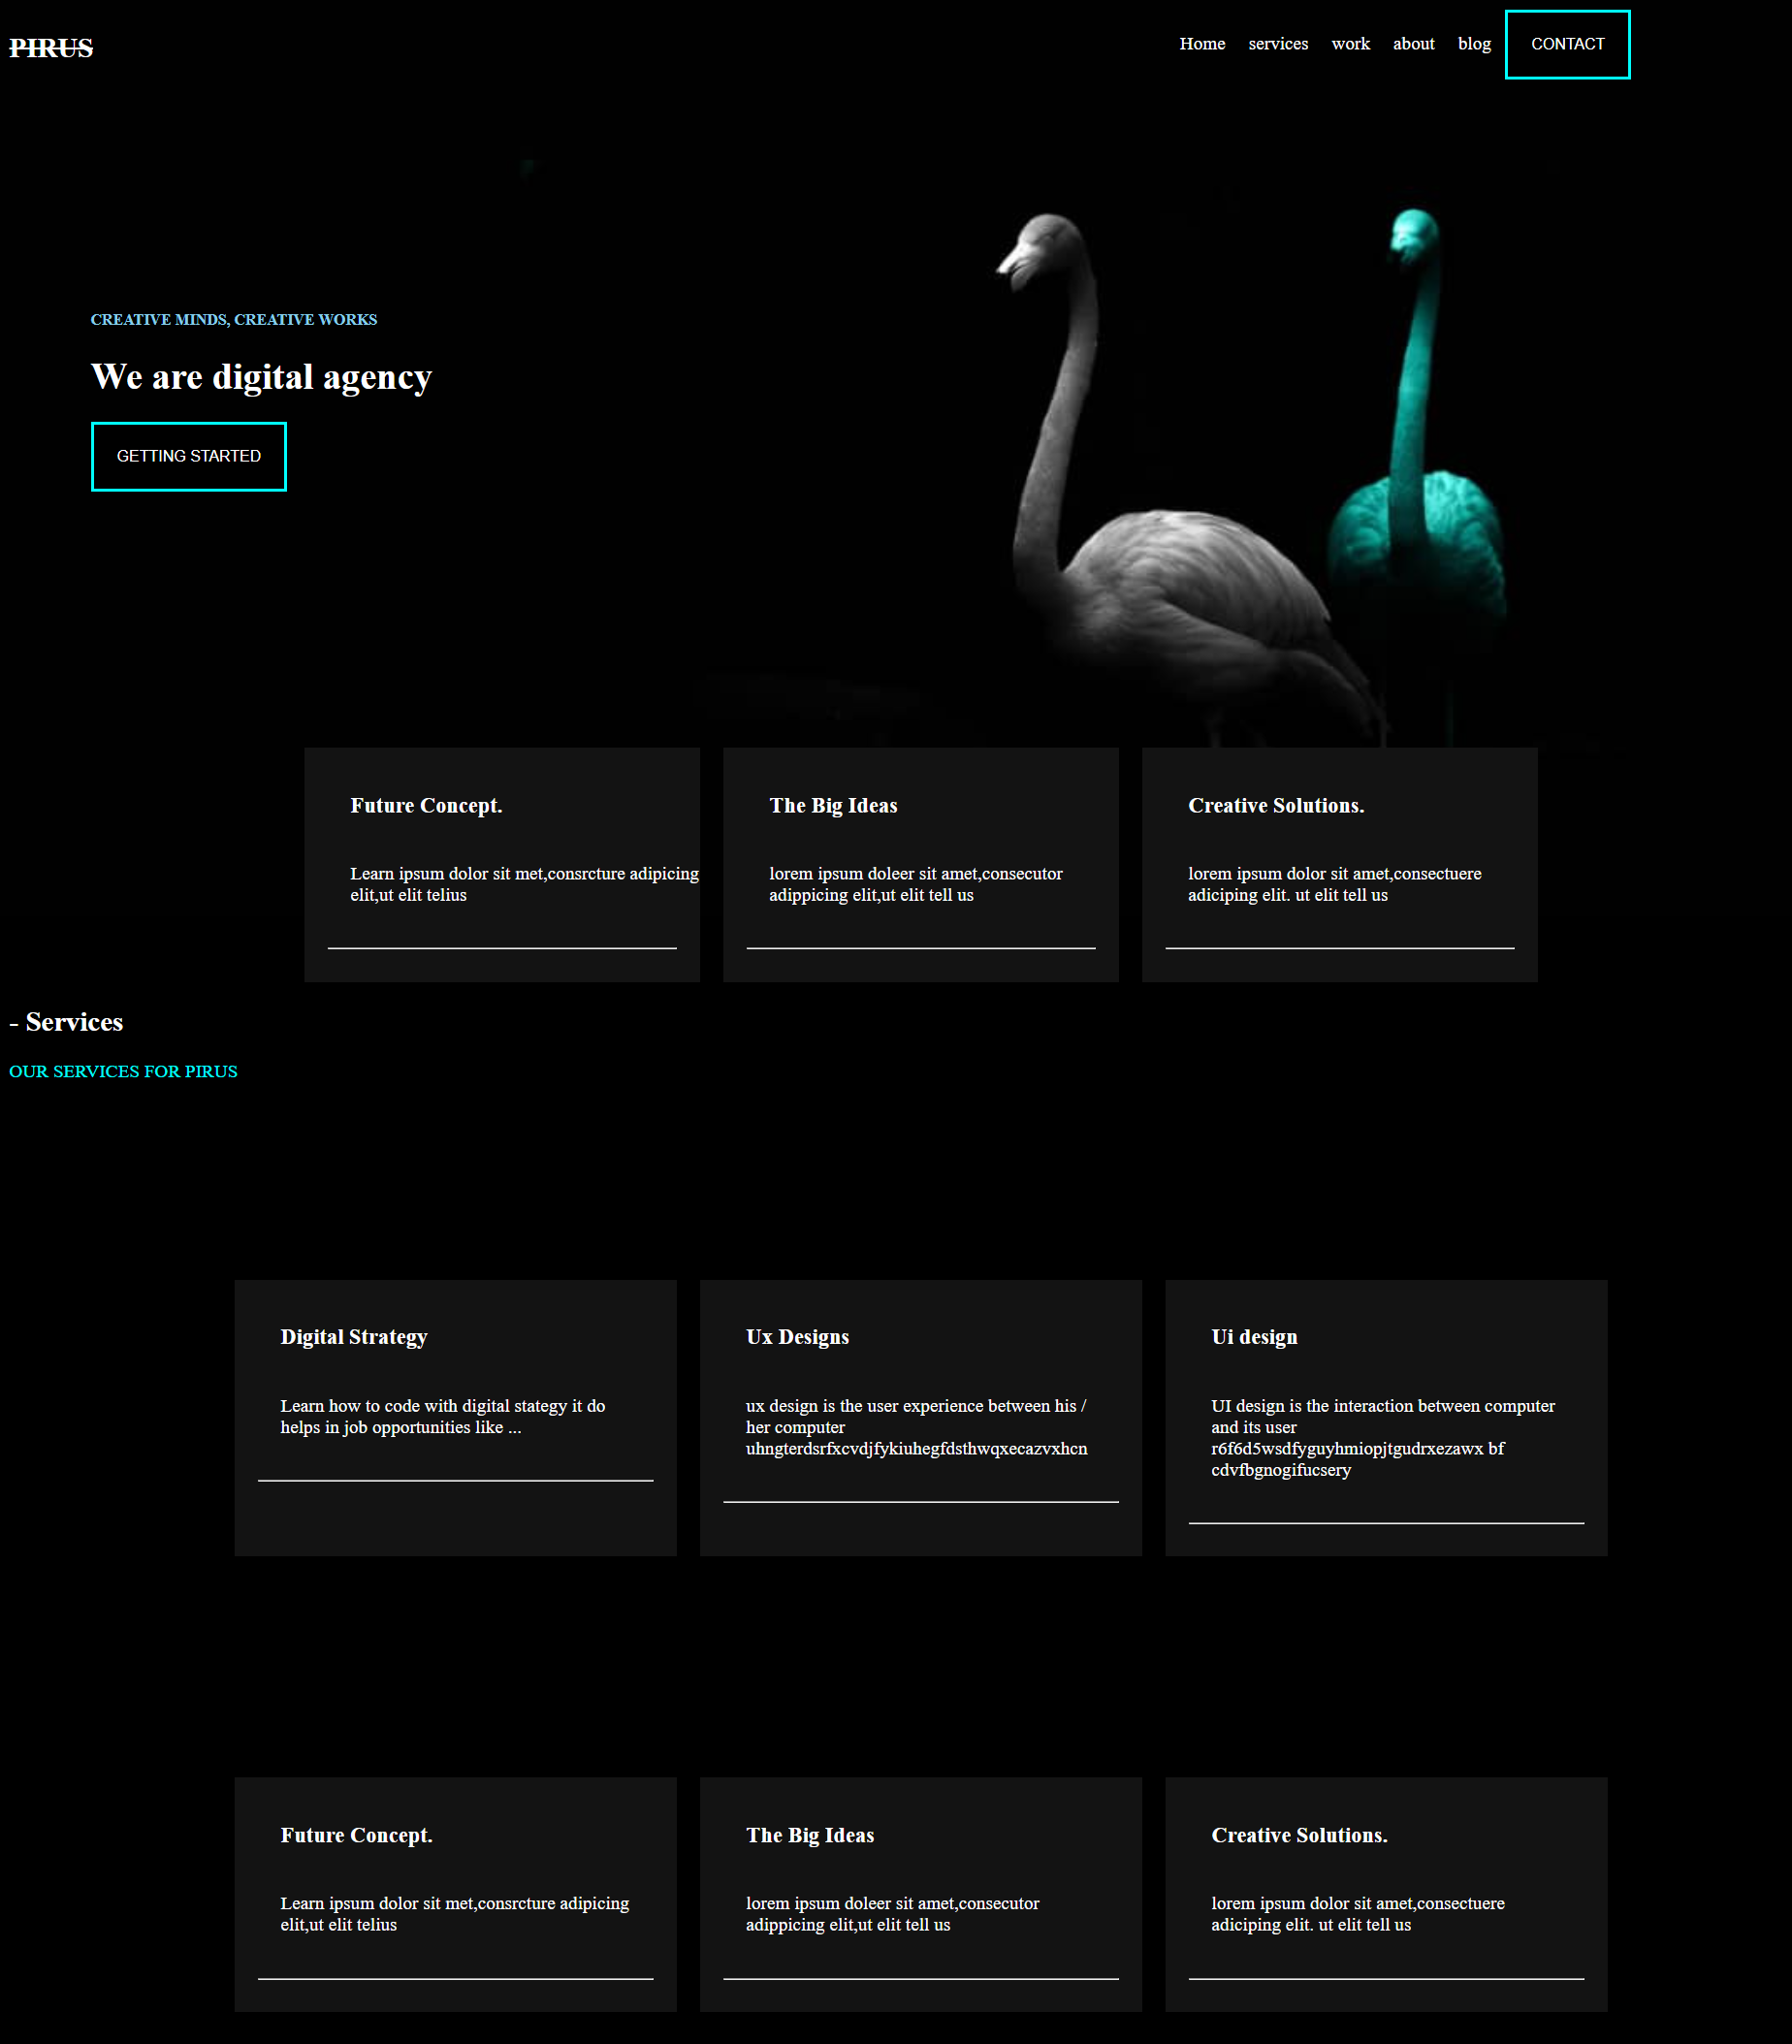 PIRUS
Home services work about blog CONTACT
CREATIVE MINDS, CREATIVE WORKS
We are digital agency
GETTING STARTED
Future Concept.
Learn ipsum dolor sit met,consrcture adipicing
elit,ut elit telius
The Big Ideas
lorem ipsum doleer sit amet,consecutor
adippicing elit,ut elit tell us
Creative Solutions.
lorem ipsum dolor sit amet,consectuere
adiciping elit. ut elit tell us
- Services
OUR SERVICES FOR PIRUS
Digital Strategy
Learn how to code with digital stategy it do
helps in job opportunities like ...
Ux Designs
ux design is the user experience between his /
her computer
uhngterdsrfxcvdjfykiuhegfdsthwqxecazvxhcn
Ui design
UI design is the interaction between computer
and its user
r6f6d5wsdfyguyhmiopjtgudrxezawx bf
cdvfbgnogifucsery
Future Concept.
Learn ipsum dolor sit met,consrcture adipicing
elit,ut elit telius
The Big Ideas
lorem ipsum doleer sit amet,consecutor
adippicing elit,ut elit tell us
Creative Solutions.
lorem ipsum dolor sit amet,consectuere
adiciping elit. ut elit tell us